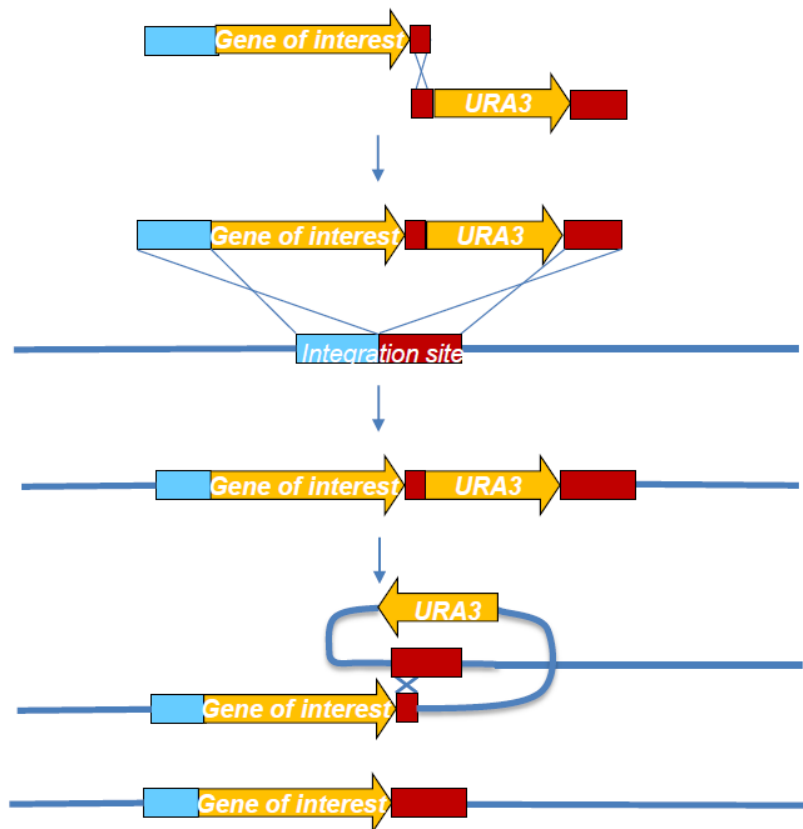 Gene of interest
URA3
Gene of interest
URA3
Integration site
Gene of interest
URA3
URA3
Gene of interest
Gene of interest